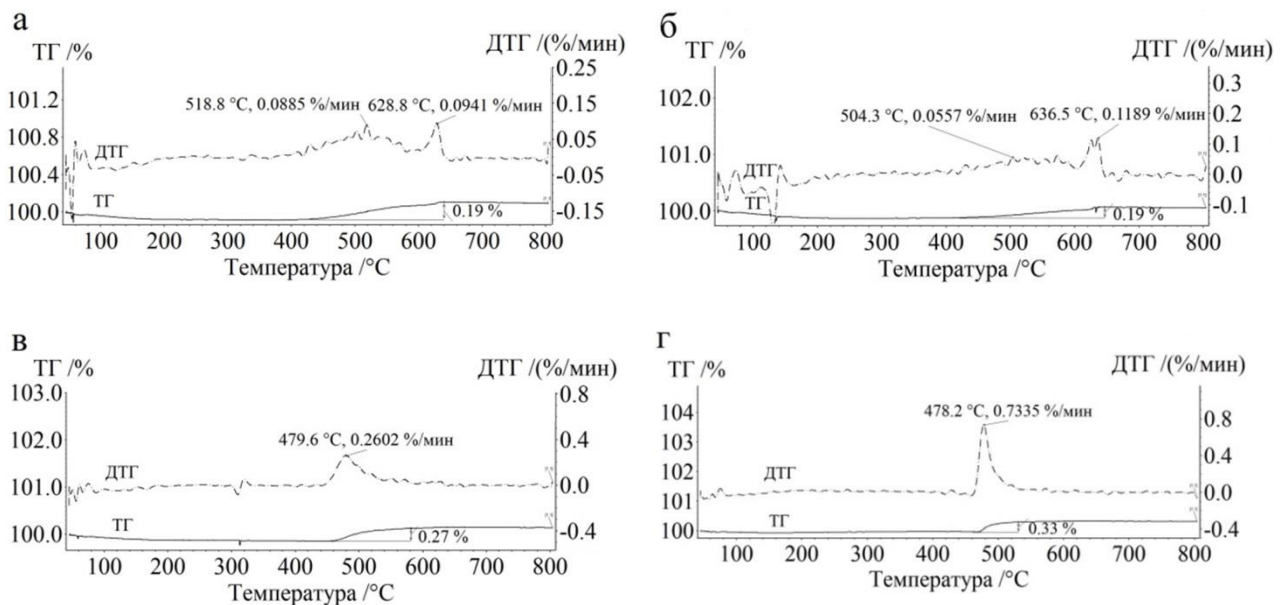 а
ТГ /%
ДТГ /(%/мин)
0.25
101.2
518.8 °C, 0.0885 %/мин
628.8 °C, 0.0941 %/мин
0.15
100.8
0.05
ДТГ
100.4
-0.05
ТГ
100.0
0.19 %
-0.15
100 200 300 400 500 600 700 800
Температура /°C
б
ТГ /%
ДТГ /(%/мин)
102.0
0.3
504.3 °C, 0.0557 %/мин
636.5 °C, 0.1189 %/мин
0.2
101.0
0.1
ДТГ
0.0
ТГ
100.0
0.19 %
-0.1
100 200 300 400 500 600 700 800
Температура /°C
в
ТГ /%
ДТГ /(%/мин)
103.0
0.8
479.6 °C, 0.2602 %/мин
102.0
0.4
ДТГ
101.0
0.0
ТГ
100.0
0.27 %
-0.4
100 200 300 400 500 600 700 800
Температура /°C
г
ТГ /%
ДТГ /(%/мин)
478.2 °C, 0.7335 %/мин
104
0.8
103
0.4
102
ДТГ
101
0.0
ТГ
100
0.33 %
-0.4
100 200 300 400 500 600 700 800
Температура /°C